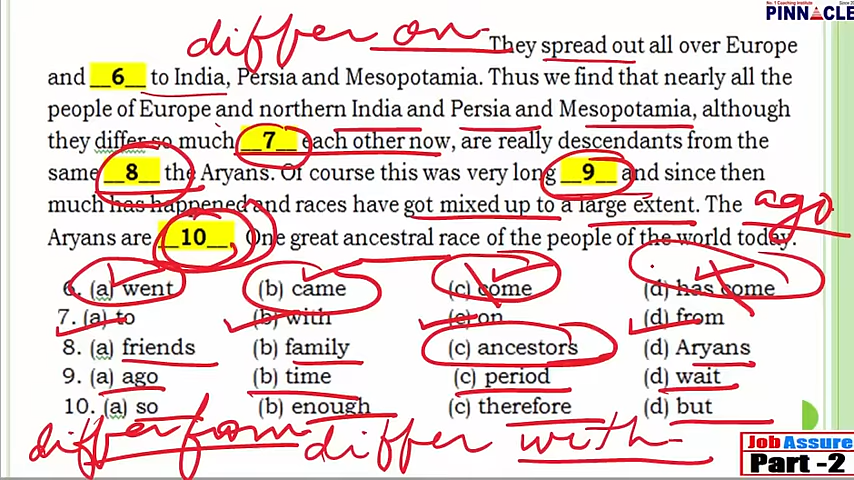 No. 1 Coaching Institute
PINNACLE
differ on They spread out all over Europe
and __6__ to India, Persia and Mesopotamia. Thus we find that nearly all the
people of Europe and northern India and Persia and Mesopotamia, although
they differ so much __7__ each other now, are really descendants from the
same __8__ the Aryans. Of course this was very long __9__ and since then
much has happened and races have got mixed up to a large extent. The ago
Aryans are __10__ One great ancestral race of the people of the world today.
6. (a) went (b) came (c) come (d) has come
7. (a) to (b) with (c) on (d) from
8. (a) friends (b) family (c) ancestors (d) Aryans
9. (a) ago (b) time (c) period (d) wait
10. (a) so (b) enough (c) therefore (d) but
differ from differ with
Job Assure
Part -2